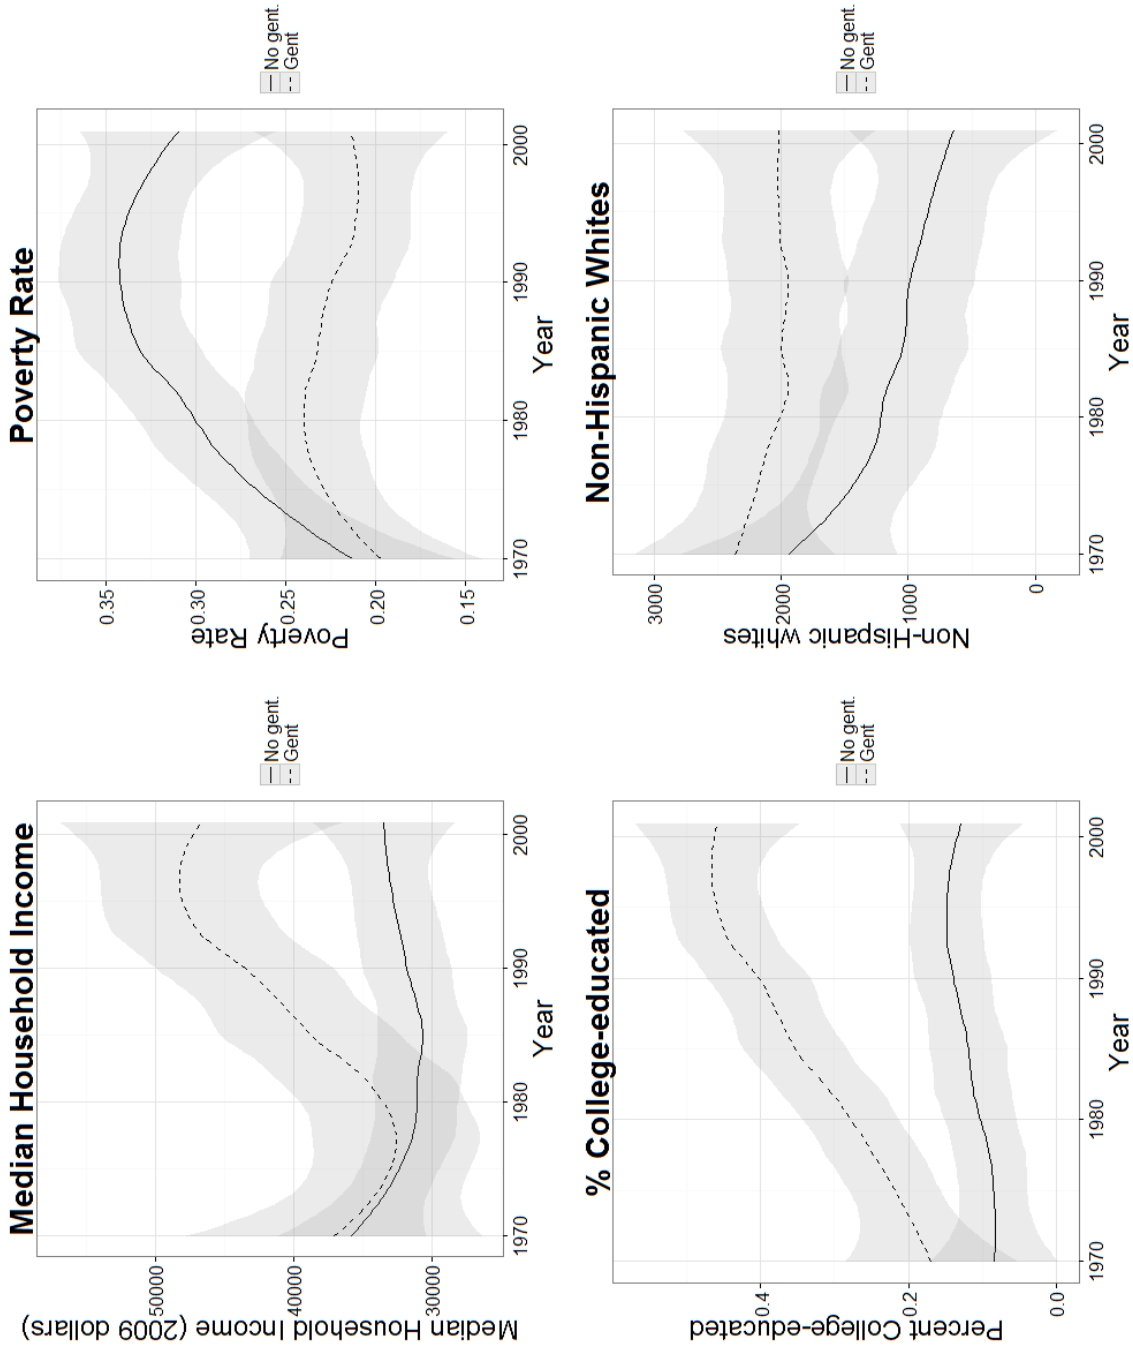 Median Household Income
Median Household Income (2009 dollars)
50000
40000
30000
1970
1980
1990
2000
Year
No gent.
Gent
Poverty Rate
Poverty Rate
0.35
0.30
0.25
0.20
0.15
1970
1980
1990
2000
Year
No gent.
Gent
% College-educated
Percent College-educated
0.4
0.2
0.0
1970
1980
1990
2000
Year
No gent.
Gent
Non-Hispanic Whites
Non-Hispanic whites
3000
2000
1000
0
1970
1980
1990
2000
Year
No gent.
Gent